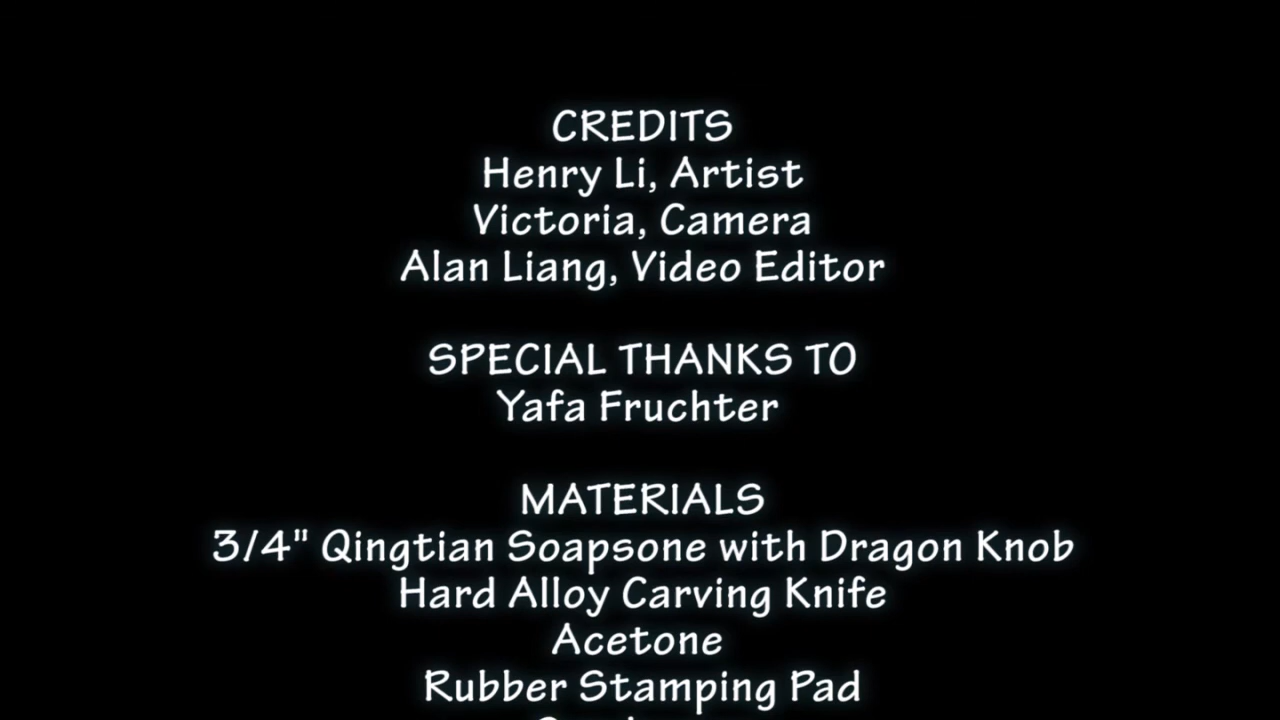 CREDITS
Henry Li, Artist
Victoria, Camera
Alan Liang, Video Editor
SPECIAL THANKS TO
Yafa Fruchter
MATERIALS
3/4" Qingtian Soapsone with Dragon Knob
Hard Alloy Carving Knife
Acetone
Rubber Stamping Pad